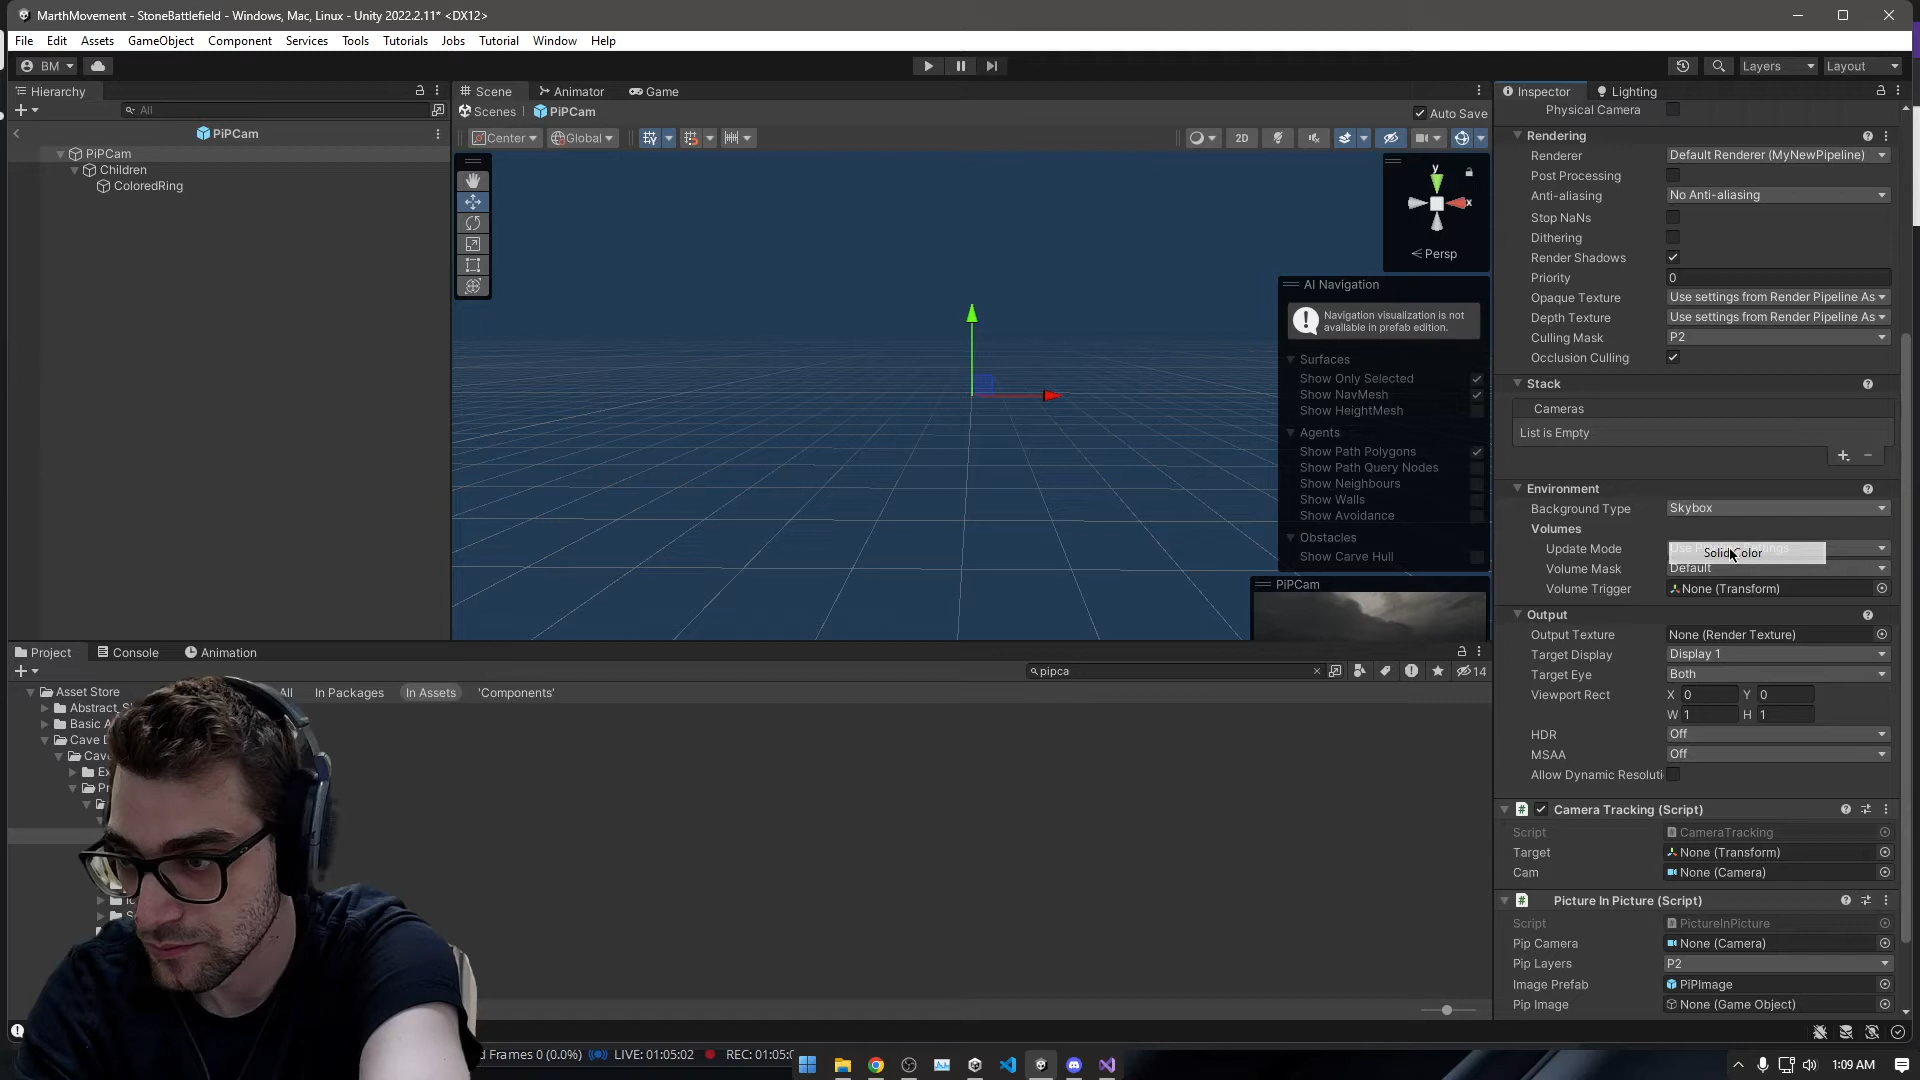 MarthMovement - StoneBattlefield - Windows, Mac, Linux - Unity 2022.2.11* <DX12>
File Edit Assets GameObject Component Services Tools Tutorials Jobs Tutorial Window Help
BM
Layers
Layout
Hierarchy
All
PiPCam
PiPCam
Children
ColoredRing
Scene
Animator
Game
Scenes
PiPCam
Auto Save
Center
Global
2D
y
x
Persp
AI Navigation
Navigation visualization is not
available in prefab edition.
Surfaces
Show Only Selected
Show NavMesh
Show HeightMesh
Agents
Show Path Polygons
Show Path Query Nodes
Show Neighbours
Show Walls
Show Avoidance
Obstacles
Show Carve Hull
PiPCam
Inspector
Lighting
Physical Camera
Rendering
Renderer Default Renderer (MyNewPipeline)
Post Processing
Anti-aliasing No Anti-aliasing
Stop NaNs
Dithering
Render Shadows
Priority 0
Opaque Texture Use settings from Render Pipeline As
Depth Texture Use settings from Render Pipeline As
Culling Mask P2
Occlusion Culling
Stack
Cameras
List is Empty
Environment
Background Type Skybox
Volumes
Update Mode
Solid Color
Volume Mask Default
Volume Trigger None (Transform)
Output
Output Texture None (Render Texture)
Target Display Display 1
Target Eye Both
Viewport Rect X 0 Y 0
W 1 H 1
HDR Off
MSAA Off
Allow Dynamic Resoluti
Camera Tracking (Script)
Script CameraTracking
Target None (Transform)
Cam None (Camera)
Picture In Picture (Script)
Script PictureInPicture
Pip Camera None (Camera)
Pip Layers P2
Image Prefab PiPImage
Pip Image None (Game Object)
Project
Console
Animation
pipca
14
Asset Store
All In Packages In Assets 'Components'
Basic A
Cave D
Cave
Ex
Pr
d Frames 0 (0.0%) LIVE: 01:05:02 REC: 01:05:0
1:09 AM